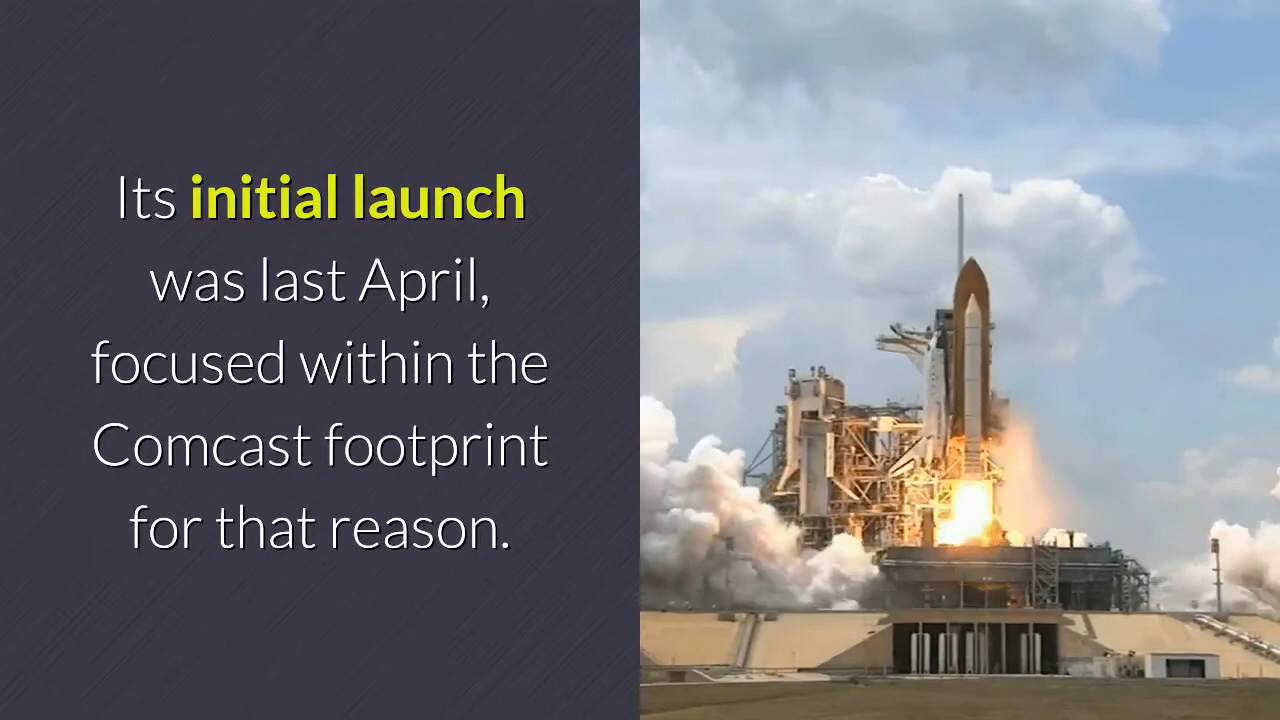 Its initial launch
was last April,
focused within the
Comcast footprint
for that reason.